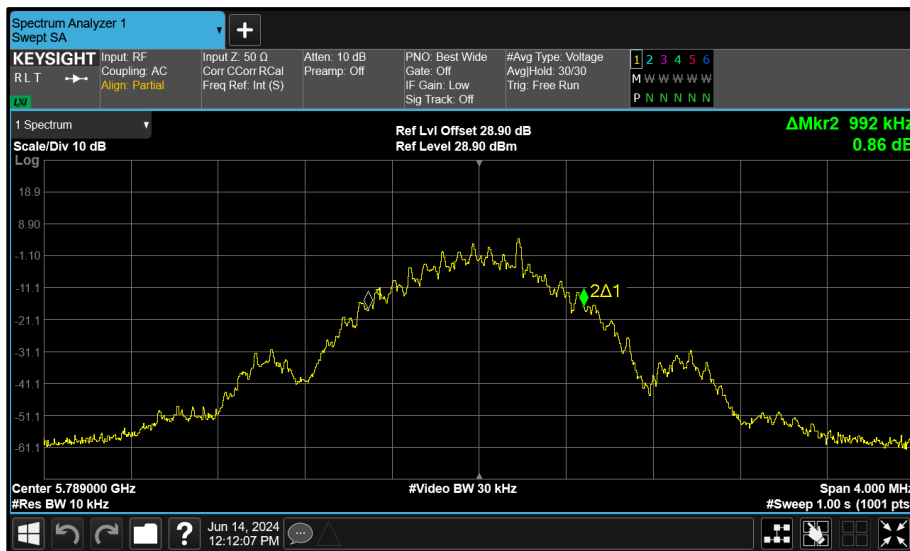 Spectrum Analyzer 1
Swept SA
+
KEYSIGHT
R L T
LXI
Input: RF
Coupling: AC
Align: Partial
Input Z: 50 Ω
Corr CCorr RCal
Freq Ref: Int (S)
Atten: 10 dB
Preamp: Off
PNO: Best Wide
Gate: Off
IF Gain: Low
Sig Track: Off
#Avg Type: Voltage
Avg|Hold: 30/30
Trig: Free Run
1 2 3 4 5 6
M W W W W W
P N N N N N
1 Spectrum
Scale/Div 10 dB
Ref Lvl Offset 28.90 dB
Ref Level 28.90 dBm
ΔMkr2 992 kHz
0.86 dB
Log
18.9
8.90
-1.10
-11.1
-21.1
-31.1
-41.1
-51.1
-61.1
1
2Δ1
Center 5.789000 GHz
#Res BW 10 kHz
#Video BW 30 kHz
Span 4.000 MHz
#Sweep 1.00 s (1001 pts
?
Jun 14, 2024
12:12:07 PM